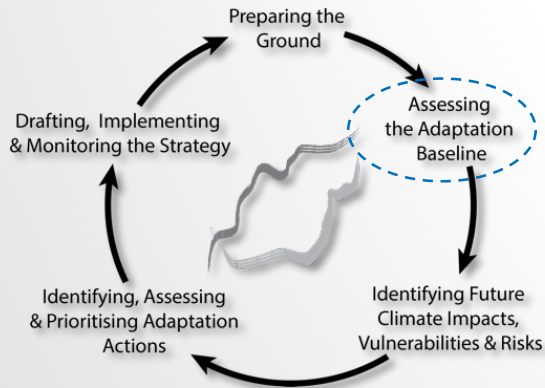 Preparing the
Ground
Assessing
the Adaptation
Baseline
Identifying Future
Climate Impacts,
Vulnerabilities & Risks
Identifying, Assessing
& Prioritising Adaptation
Actions
Drafting, Implementing
& Monitoring the Strategy